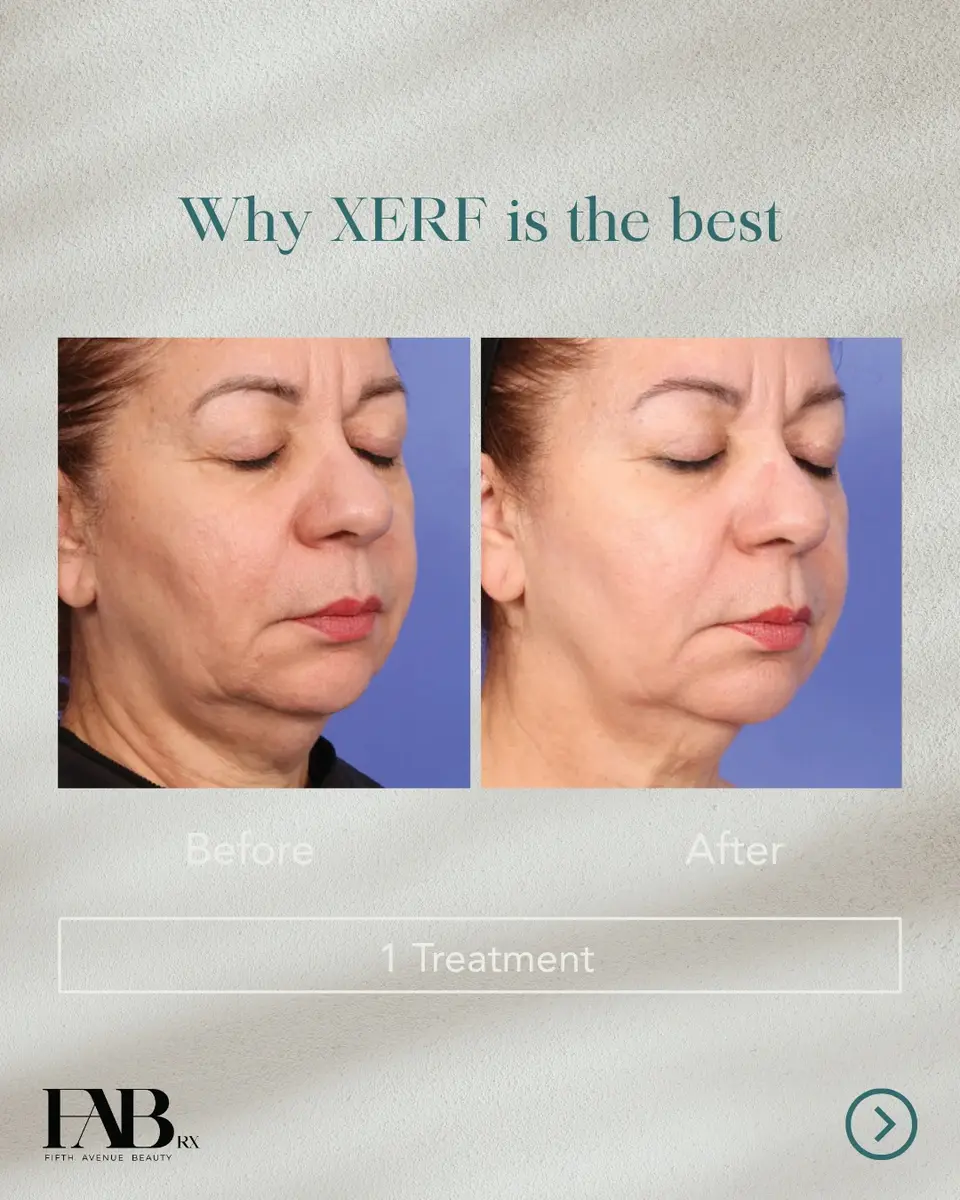 Why XERF is the best
Before
After
1 Treatment
FAB RX
FIFTH AVENUE BEAUTY